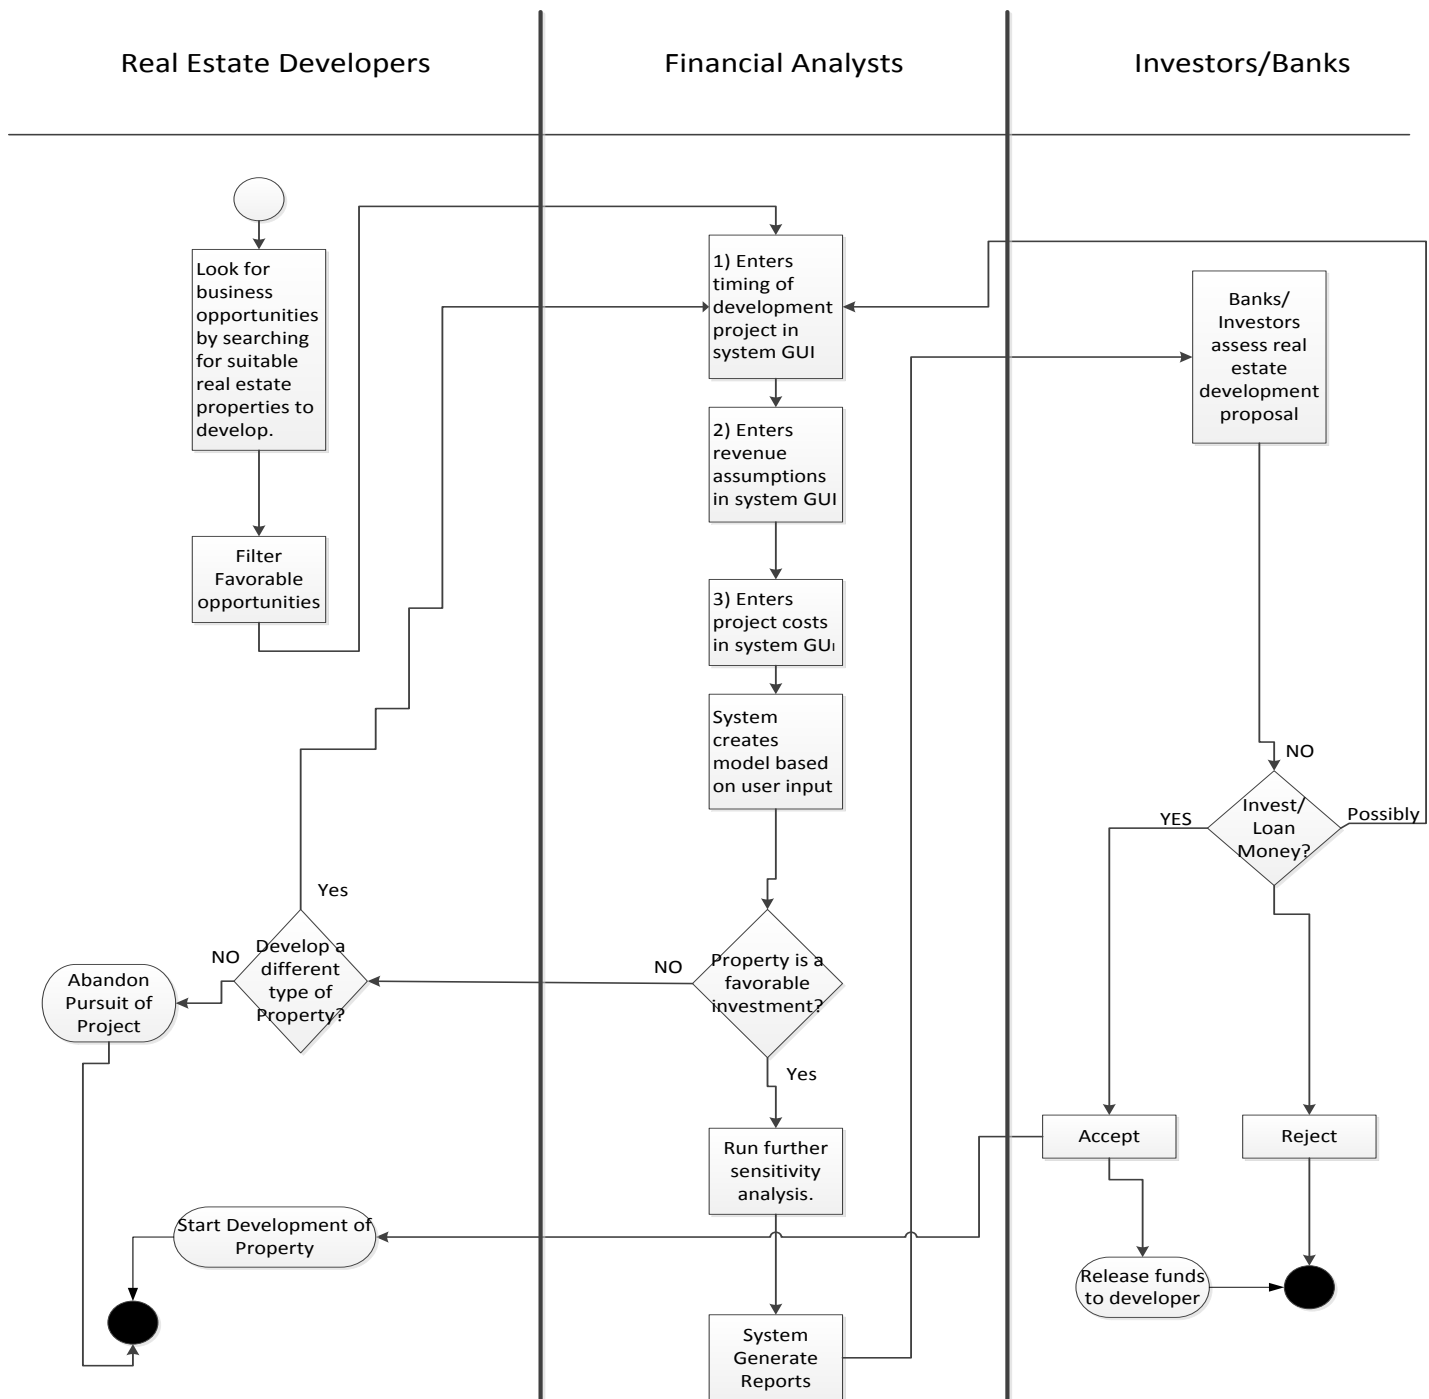 Real Estate Developers
Financial Analysts
Investors/Banks
Look for
business
opportunities
by searching
for suitable
real estate
properties to
develop.
Filter
Favorable
opportunities
Yes
Develop a
different
type of
Property?
NO
Abandon
Pursuit of
Project
Start Development of
Property
1) Enters
timing of
development
project in
system GUI
2) Enters
revenue
assumptions
in system GUI
3) Enters
project costs
in system GUI
System
creates
model based
on user input
Property is a
favorable
investment?
NO
Yes
Run further
sensitivity
analysis.
System
Generate
Reports
Banks/
Investors
assess real
estate
development
proposal
NO
Invest/
Loan
Money?
YES
Possibly
Accept
Reject
Release funds
to developer